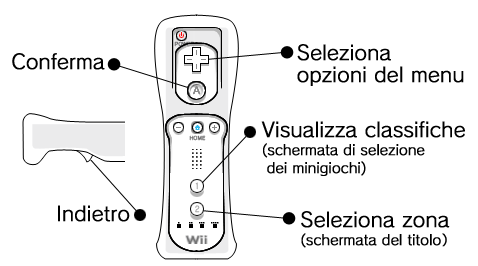 POWER
Conferma
Seleziona
opzioni del menu
A
HOME
Visualizza classifiche
(schermata di selezione
dei minigiochi)
1
Indietro
2
Seleziona zona
(schermata del titolo)
Wii